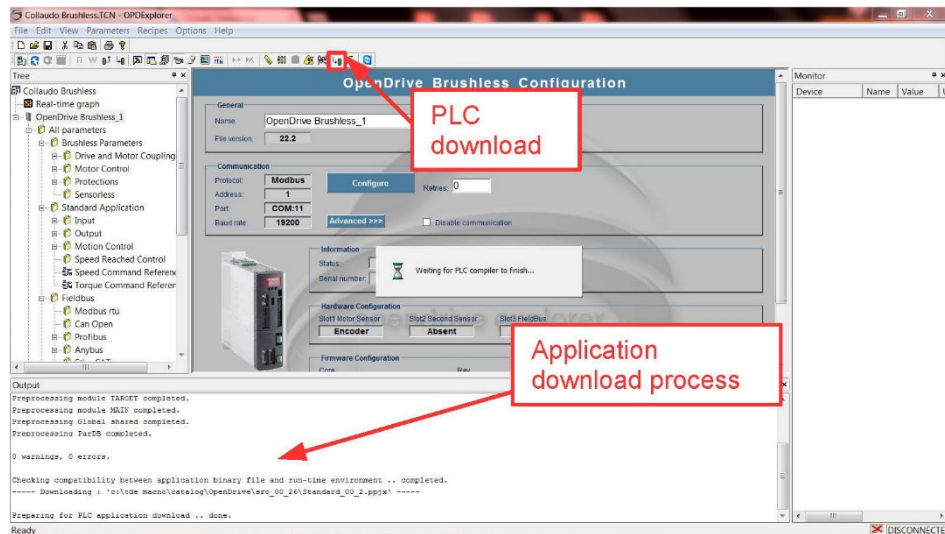 Collaudo Brushless.TCN - OPDExplorer
File Edit View Parameters Recipes Options Help
Tree
Collaudo Brushless
Real-time graph
OpenDrive Brushless_1
All parameters
Brushless Parameters
Drive and Motor Coupling
Motor Control
Protections
Sensorless
Standard Application
Input
Output
Motion Control
Speed Reached Control
Speed Command Referen
Torque Command Referer
Fieldbus
Modbus rtu
Can Open
Profibus
Anybus
OpenDrive Brushless Configuration
General
Name: OpenDrive Brushless_1
File version: 22.2
PLC
download
Communication
Protocol: Modbus
Address: 1
Port: COM:11
Baud rate: 19200
Configure
Retries: 0
Advanced >>>
Disable communication
Information
Status:
Serial number:
Waiting for PLC compiler to finish...
Hardware Configuration
Slot1 Motor Sensor Slot2 Second Sensor Slot3 FieldBus
Encoder Absent
Firmware Configuration
Core Rev
Application
download process
Monitor
Device Name Value
Output
Preprocessing module TARGET completed.
Preprocessing module MAIN completed.
Preprocessing Global shared completed.
Preprocessing ParDB completed.
0 warnings, 0 errors.
Checking compatibility between application binary file and run-time environment .. completed.
----- Downloading : 'c:\tde macno\catalog\OpenDrive\src_00_26\Standard_00_2.ppjx' -----
Preparing for PLC application download .. done.
Ready
DISCONNECTE